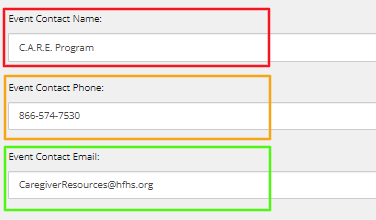 Event Contact Name:
C.A.R.E. Program
Event Contact Phone:
866-574-7530
Event Contact Email:
CaregiverResources@hfhs.org